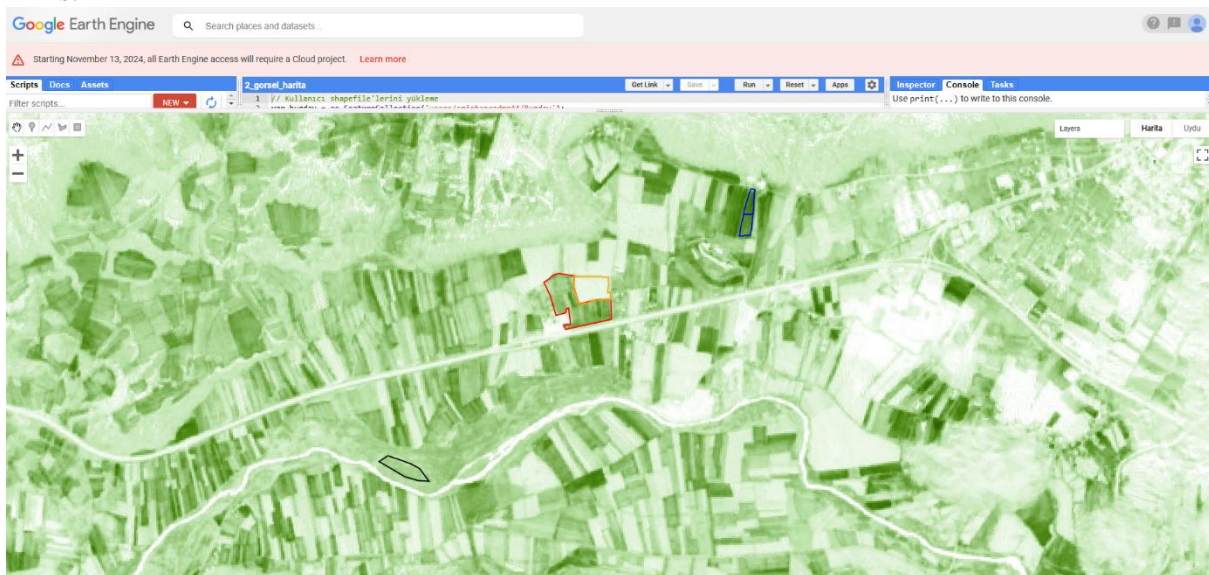 Google Earth Engine
Search places and datasets...
Starting November 13, 2024, all Earth Engine access will require a Cloud project. Learn more
Scripts Docs Assets
2_gorsel_harita
Get Link Save Run Reset Apps
Inspector Console Tasks
Filter scripts...
NEW
1 // Kullanıcı shapefile'lerini yükleme
Use print(...) to write to this console.
Layers
Harita Uydu